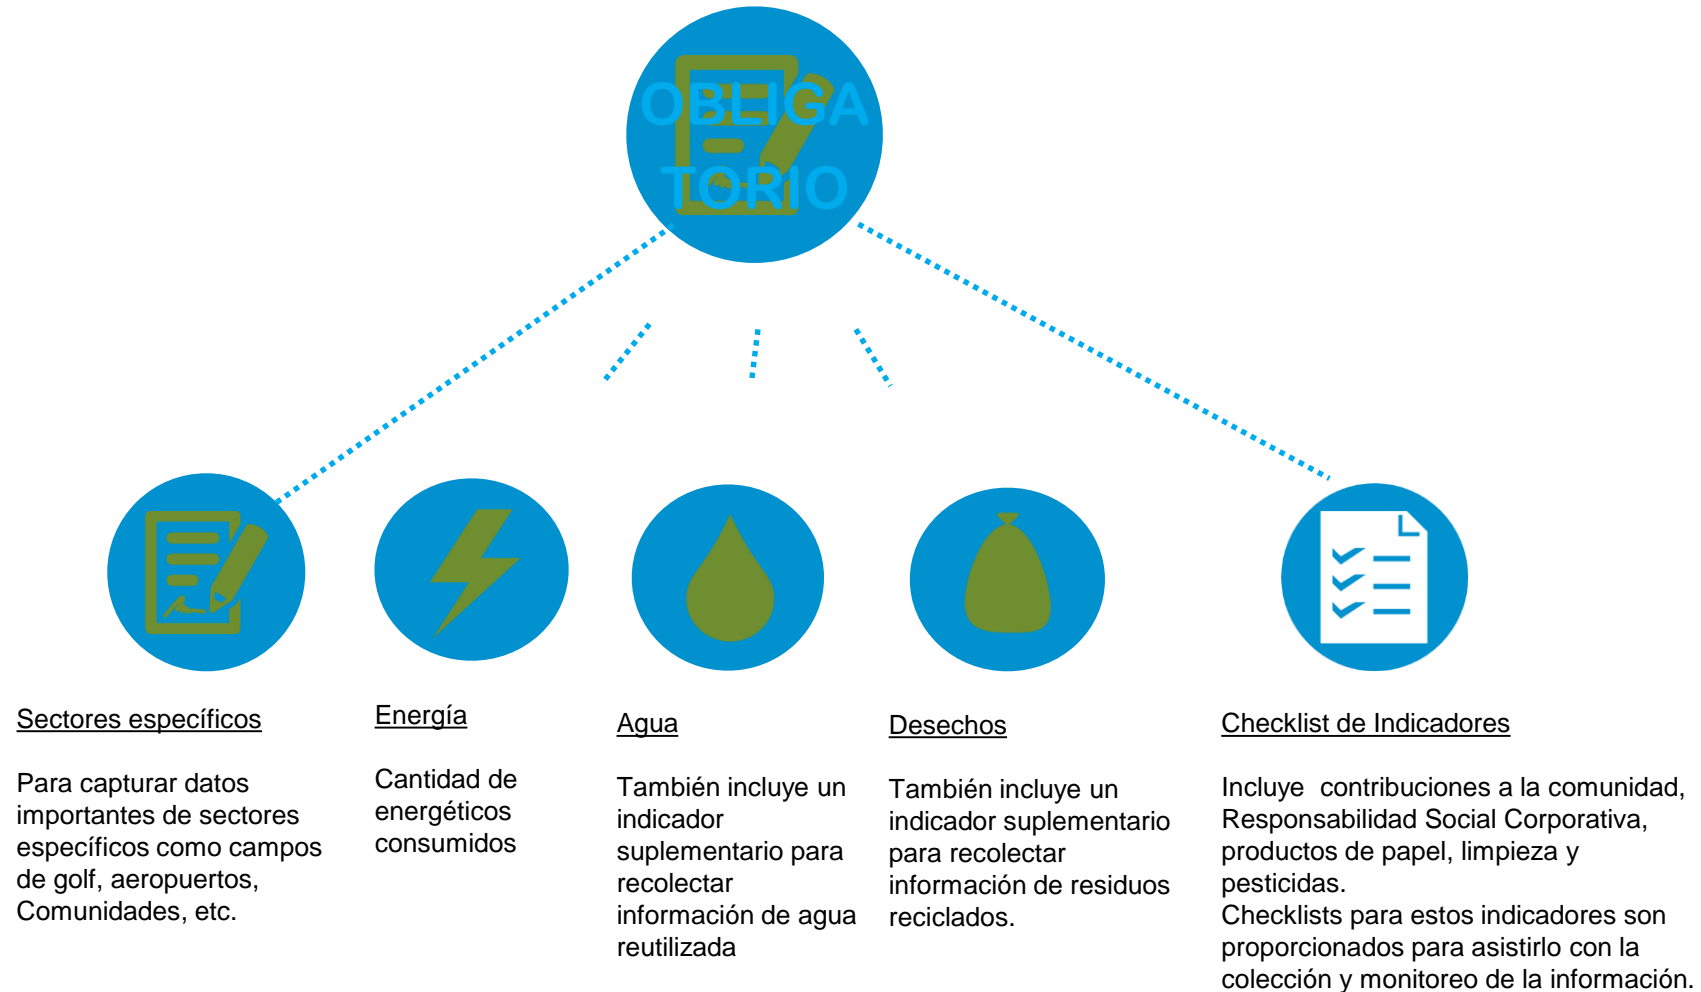 OBLIGA
TORIO
Sectores específicos
Para capturar datos
importantes de sectores
específicos como campos
de golf, aeropuertos,
Comunidades, etc.
Energía
Cantidad de
energéticos
consumidos
Agua
También incluye un
indicador
suplementario para
recolectar
información de agua
reutilizada
Desechos
También incluye un
indicador suplementario
para recolectar
información de residuos
reciclados.
Checklist de Indicadores
Incluye  contribuciones a la comunidad,
Responsabilidad Social Corporativa,
productos de papel, limpieza y
pesticidas.
Checklists para estos indicadores son
proporcionados para asistirlo con la
colección y monitoreo de la información.